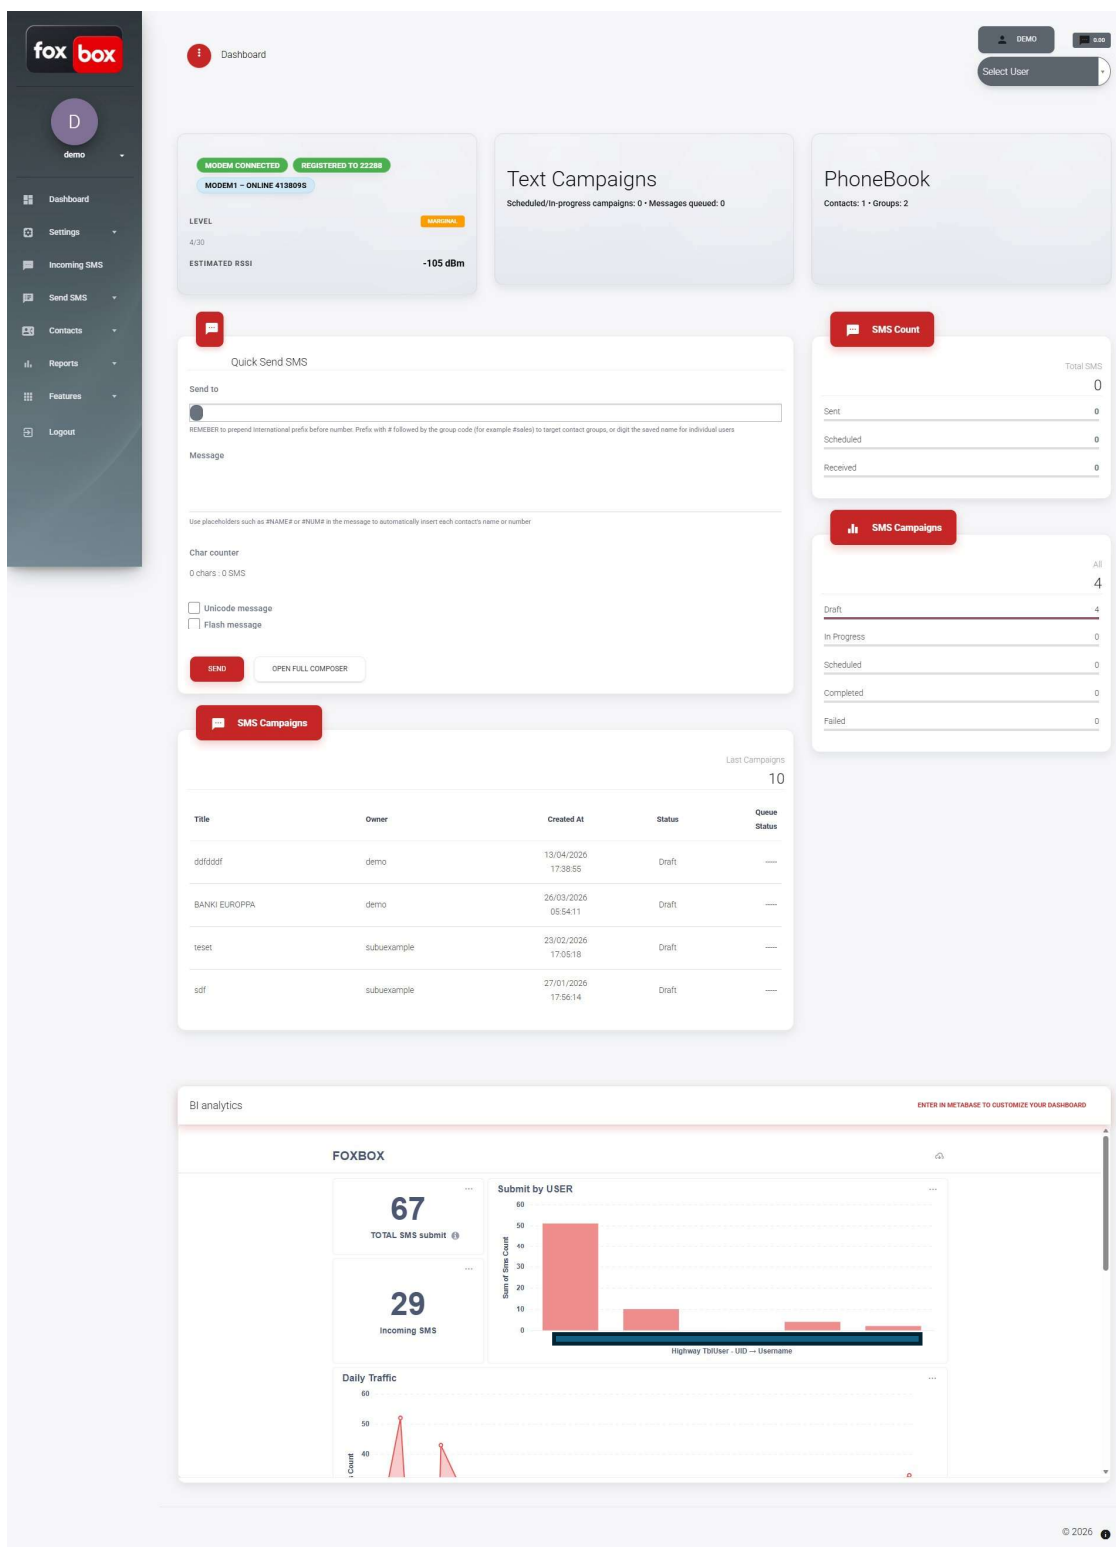 fox box
D
demo
Dashboard
Settings
Incoming SMS
Send SMS
Contacts
Reports
Features
Logout
Dashboard
DEMO
0.00
Select User
MODEM CONNECTED
REGISTERED TO 22288
MODEM1 – ONLINE 413809S
LEVEL
MARGINAL
4/30
ESTIMATED RSSI
-105 dBm
Text Campaigns
Scheduled/In-progress campaigns: 0 • Messages queued: 0
PhoneBook
Contacts: 1 • Groups: 2
Quick Send SMS
Send to
REMEBER to prepend International prefix before number. Prefix with # followed by the group code (for example #sales) to target contact groups, or digit the saved name for individual users
Message
Use placeholders such as #NAME# or #NUM# in the message to automatically insert each contact's name or number
Char counter
0 chars : 0 SMS
Unicode message
Flash message
SEND
OPEN FULL COMPOSER
SMS Count
Total SMS
0
Sent 0
Scheduled 0
Received 0
SMS Campaigns
All
4
Draft 4
In Progress 0
Scheduled 0
Completed 0
Failed 0
SMS Campaigns
Last Campaigns
10
Title Owner Created At Status Queue Status
ddfdddf demo 13/04/2026 17:38:55 Draft ----
BANKI EUROPPA demo 26/03/2026 05:54:11 Draft ----
teset subuexample 23/02/2026 17:05:18 Draft ----
sdf subuexample 27/01/2026 17:56:14 Draft ----
BI analytics
ENTER IN METABASE TO CUSTOMIZE YOUR DASHBOARD
FOXBOX
67
TOTAL SMS submit
29
Incoming SMS
Submit by USER
60
50
40
30
20
10
0
Sum of Sms Count
Highway TblUser - UID → Username
Daily Traffic
60
50
40
s Count
© 2026